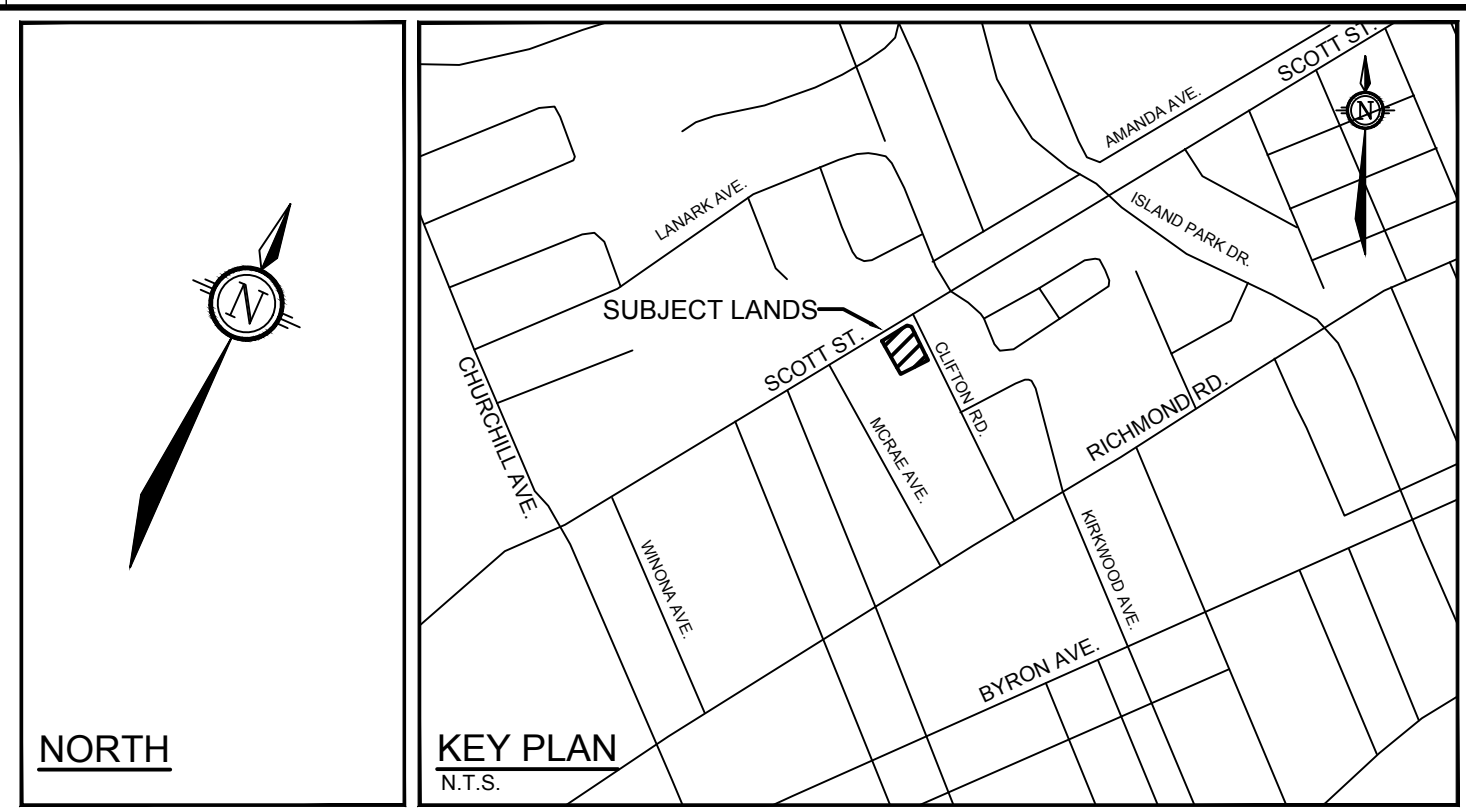 N
NORTH
SCOTT ST.
N
AMANDA AVE.
LANARK AVE.
ISLAND PARK DR.
SUBJECT LANDS
SCOTT ST.
CLIFTON RD.
CHURCHILL AVE.
RICHMOND RD.
MCRAE AVE.
WINONA AVE.
KIRKWOOD AVE.
BYRON AVE.
KEY PLAN
N.T.S.